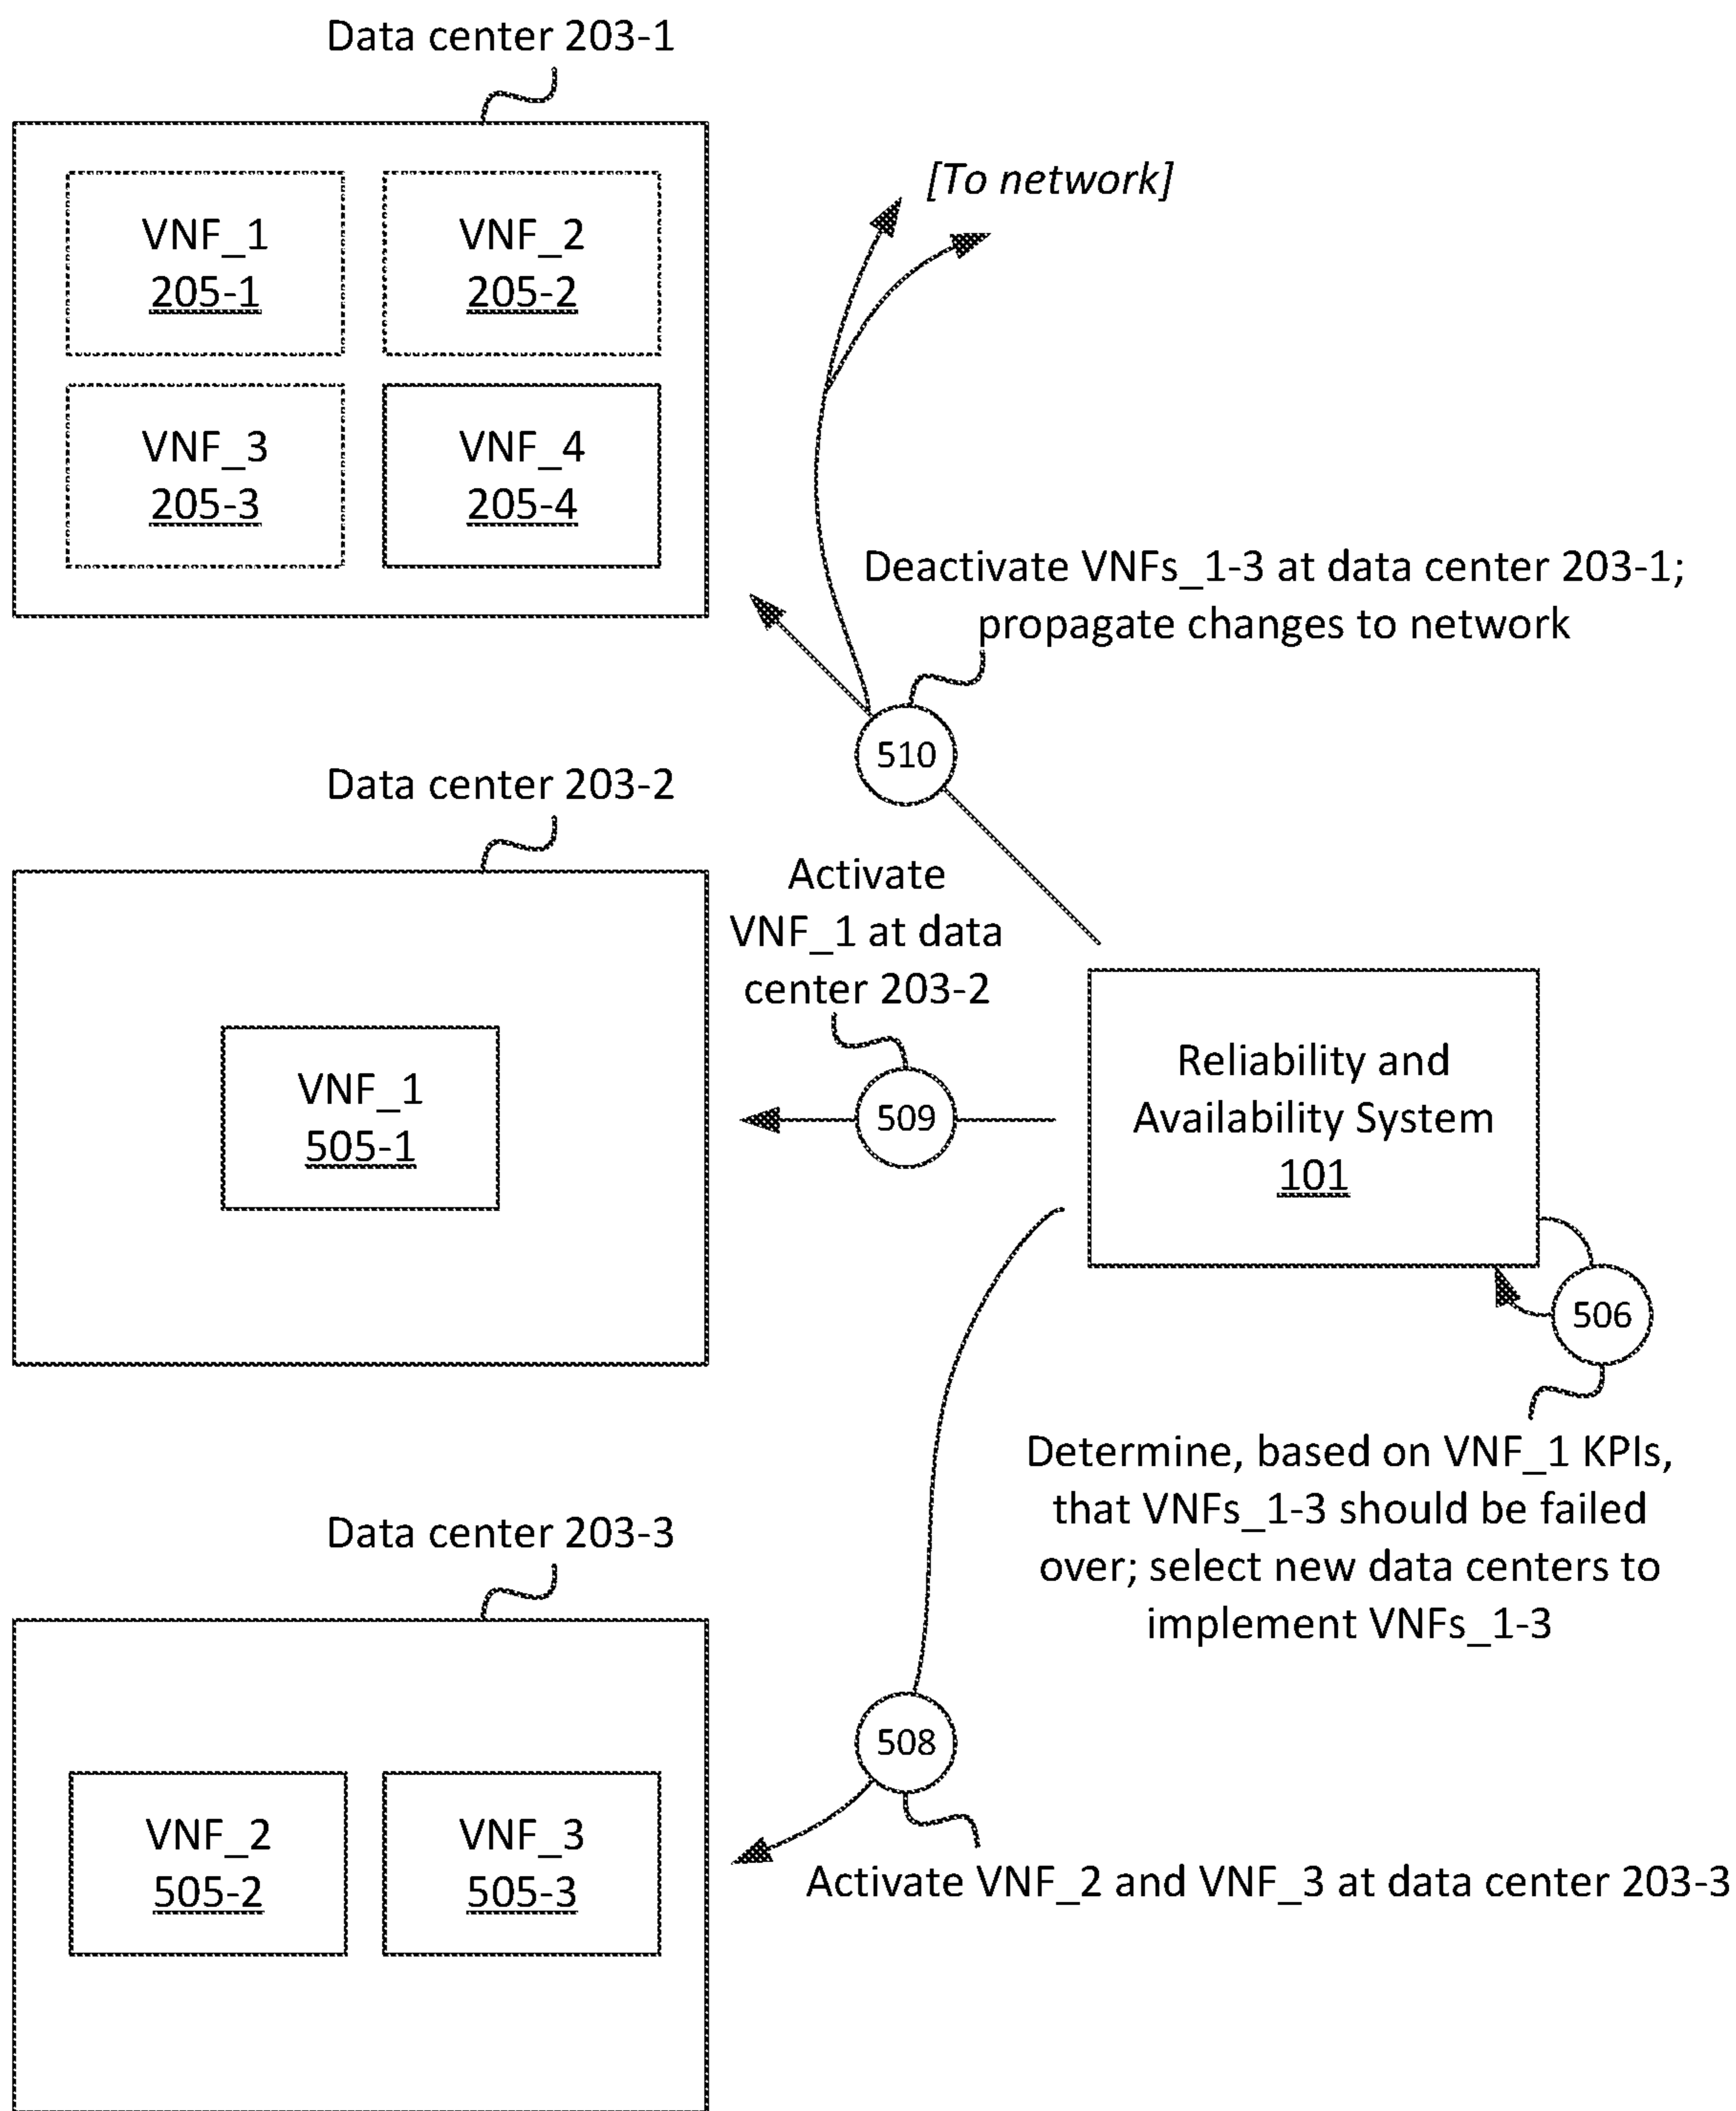 Data center 203-1
VNF_1
205-1
VNF_2
205-2
VNF_3
205-3
VNF_4
205-4
[To network]
Deactivate VNFs_1-3 at data center 203-1;
propagate changes to network
510
Data center 203-2
VNF_1
505-1
Activate
VNF_1 at data
center 203-2
509
Reliability and
Availability System
101
506
Determine, based on VNF_1 KPIs,
that VNFs_1-3 should be failed
over; select new data centers to
implement VNFs_1-3
Data center 203-3
VNF_2
505-2
VNF_3
505-3
508
Activate VNF_2 and VNF_3 at data center 203-3